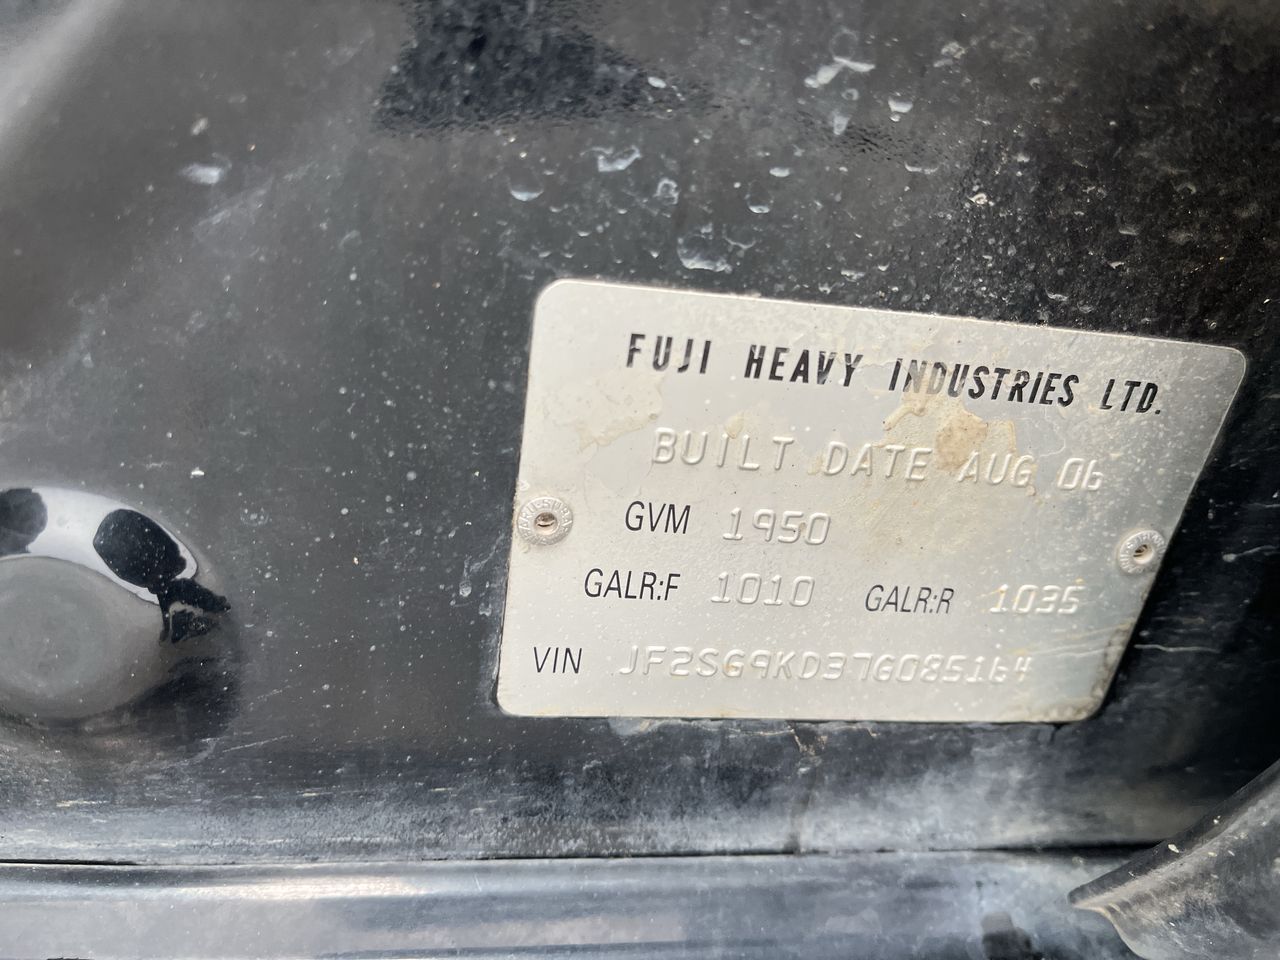 FUJI HEAVY INDUSTRIES LTD.
BUILT DATE AUG 06
GVM 1950
GALR:F 1010 GALR:R 1035
VIN JF2SG9KD37G085164